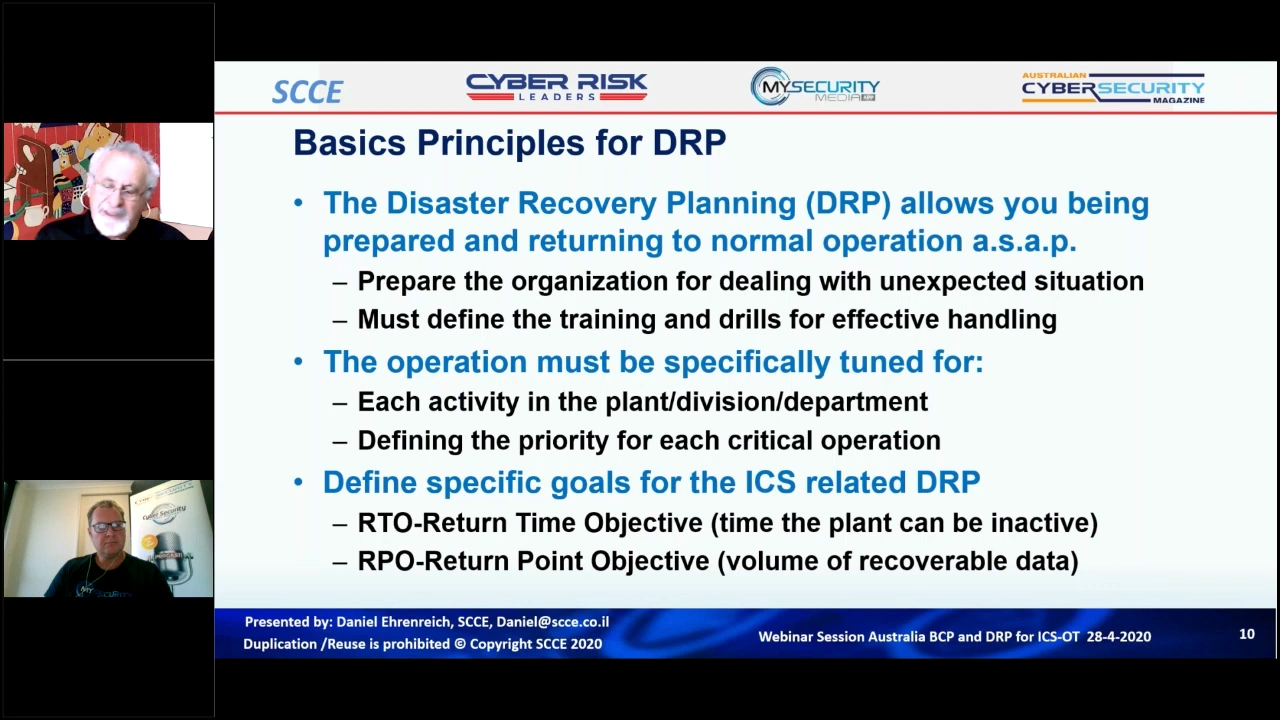 SCCE
CYBER RISK
LEADERS
MYSECURITY
MEDIA
AUSTRALIAN
CYBERSECURITY
MAGAZINE
Basics Principles for DRP
• The Disaster Recovery Planning (DRP) allows you being
prepared and returning to normal operation a.s.a.p.
– Prepare the organization for dealing with unexpected situation
– Must define the training and drills for effective handling
• The operation must be specifically tuned for:
– Each activity in the plant/division/department
– Defining the priority for each critical operation
• Define specific goals for the ICS related DRP
– RTO-Return Time Objective (time the plant can be inactive)
– RPO-Return Point Objective (volume of recoverable data)
Presented by: Daniel Ehrenreich, SCCE, Daniel@scce.co.il
Duplication /Reuse is prohibited © Copyright SCCE 2020
Webinar Session Australia BCP and DRP for ICS-OT 28-4-2020
10
Cyber Security